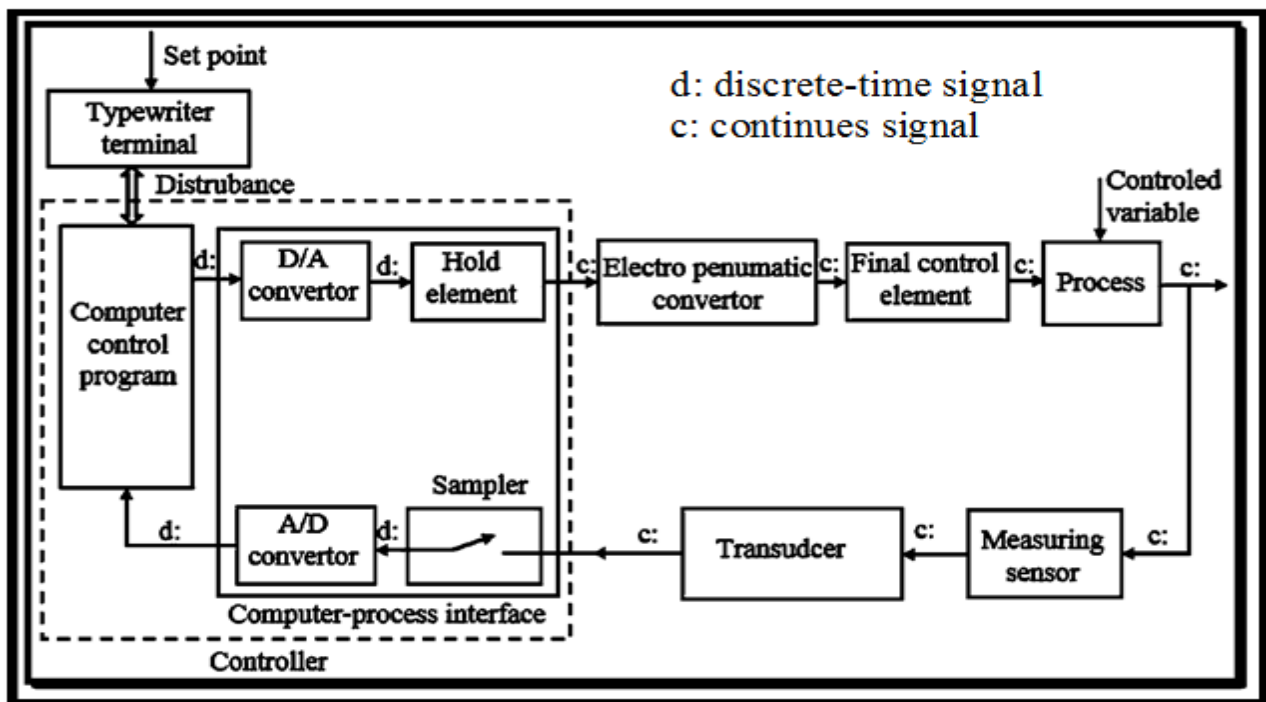 Set point
d: discrete-time signal
c: continues signal
Typewriter
terminal
Distrubance
Controled
variable
d:
D/A
convertor
d:
Hold
element
c:
Electro penumatic
convertor
c:
Final control
element
c:
Process
c:
Computer
control
program
Sampler
d:
A/D
convertor
d:
c:
Transudcer
c:
Measuring
sensor
c:
Computer-process interface
Controller